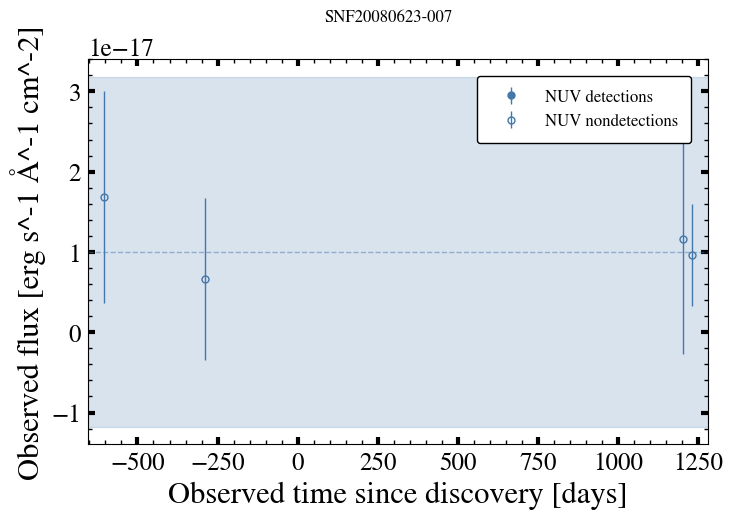 SNF20080623-007
1e−17
3
2
1
0
−1
Observed flux [erg s^-1 Å^-1 cm^-2]
NUV detections
NUV nondetections
−500 −250 0 250 500 750 1000 1250
Observed time since discovery [days]